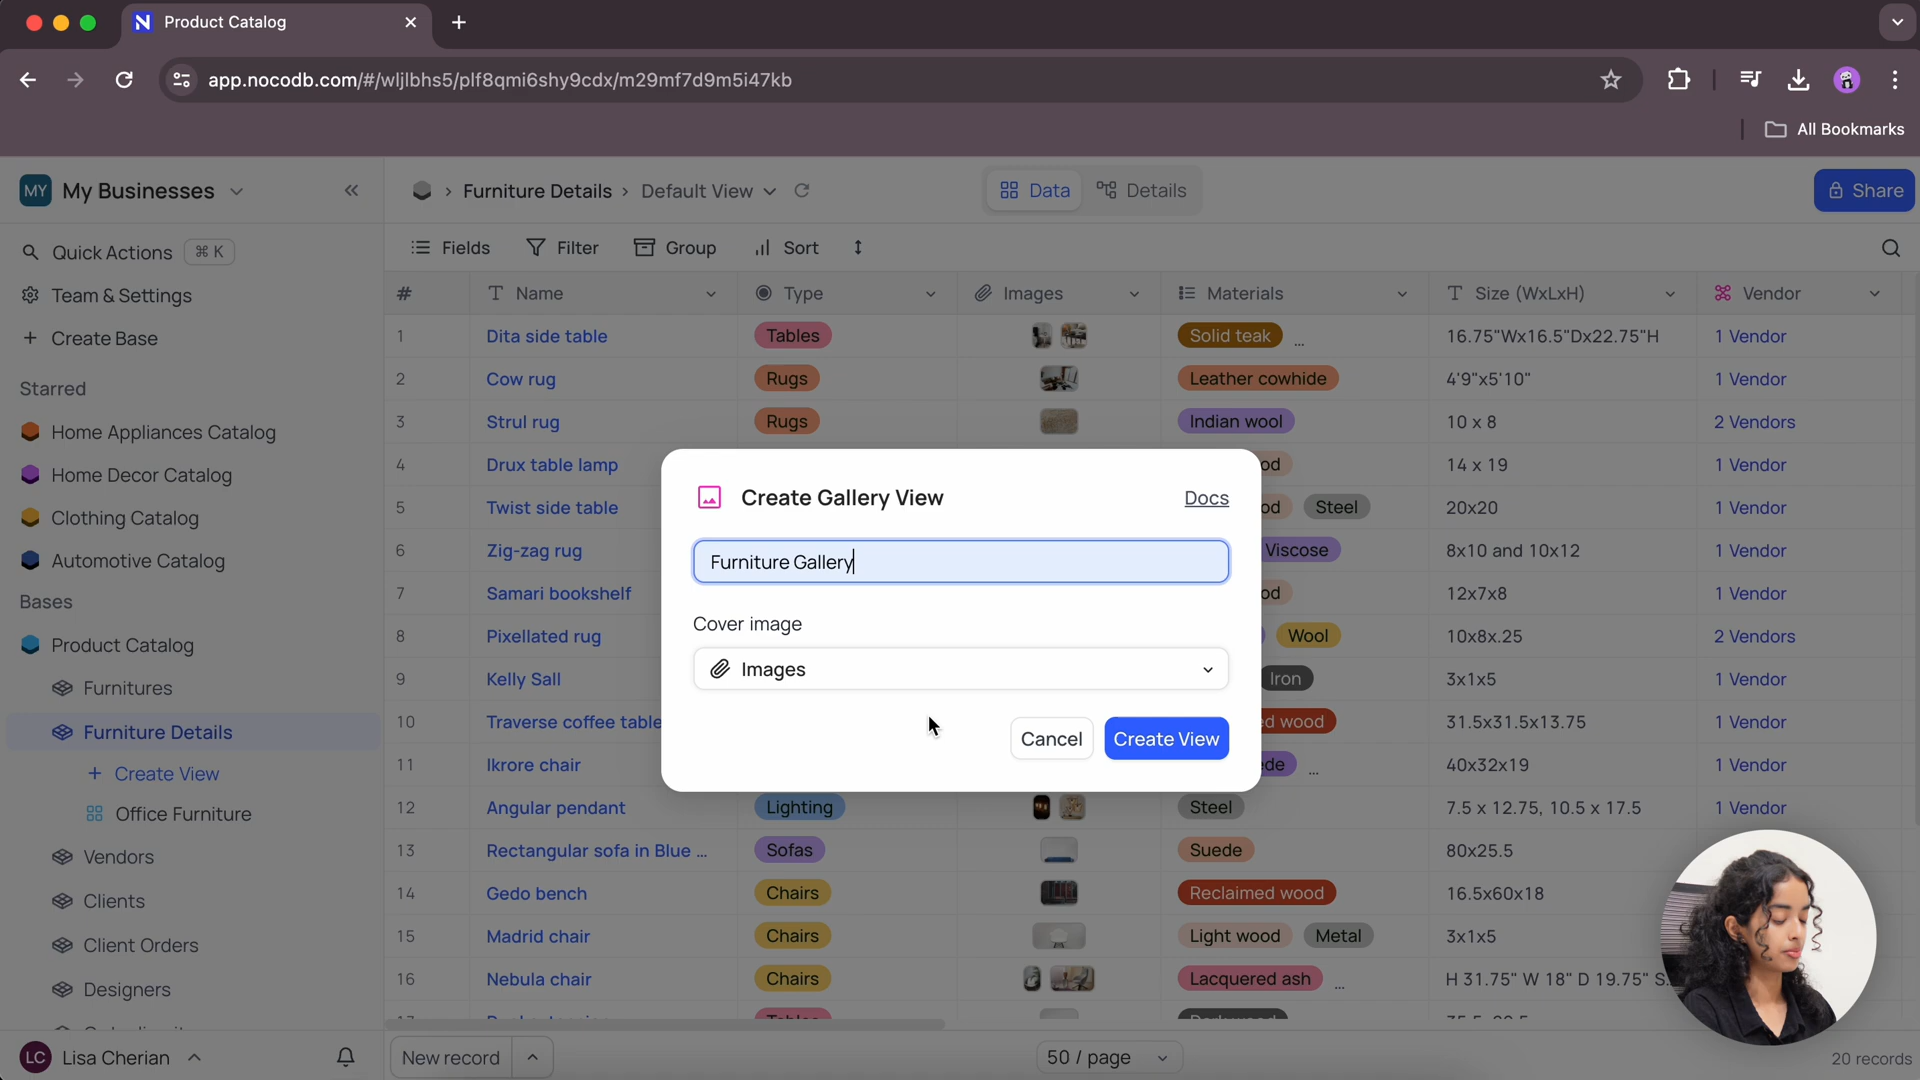 Product Catalog
app.nocodb.com/#/wljlbhs5/plf8qmi6shy9cdx/m29mf7d9m5i47kb
All Bookmarks
MY My Businesses
Furniture Details > Default View
Data
Details
Share
Quick Actions ⌘ K
Team & Settings
+ Create Base
Starred
Home Appliances Catalog
Home Decor Catalog
Clothing Catalog
Automotive Catalog
Bases
Product Catalog
Furnitures
Furniture Details
+ Create View
Office Furniture
Vendors
Clients
Client Orders
Designers
LC Lisa Cherian
Fields Filter Group Sort
# Name Type Images Materials Size (WxLxH) Vendor
1 Dita side table Tables Solid teak ... 16.75"Wx16.5"Dx22.75"H 1 Vendor
2 Cow rug Rugs Leather cowhide 4'9"x5'10" 1 Vendor
3 Strul rug Rugs Indian wool 10 x 8 2 Vendors
4 Drux table lamp od 14 x 19 1 Vendor
5 Twist side table od Steel 20x20 1 Vendor
6 Zig-zag rug Viscose 8x10 and 10x12 1 Vendor
7 Samari bookshelf od 12x7x8 1 Vendor
8 Pixellated rug Wool 10x8x.25 2 Vendors
9 Kelly Sall Iron 3x1x5 1 Vendor
10 Traverse coffee table d wood 31.5x31.5x13.75 1 Vendor
11 Ikrore chair de ... 40x32x19 1 Vendor
12 Angular pendant Lighting Steel 7.5 x 12.75, 10.5 x 17.5 1 Vendor
13 Rectangular sofa in Blue ... Sofas Suede 80x25.5
14 Gedo bench Chairs Reclaimed wood 16.5x60x18
15 Madrid chair Chairs Light wood Metal 3x1x5
16 Nebula chair Chairs Lacquered ash ... H 31.75" W 18" D 19.75" S...
Create Gallery View
Docs
Furniture Gallery
Cover image
Images
Cancel
Create View
New record
50 / page
20 records